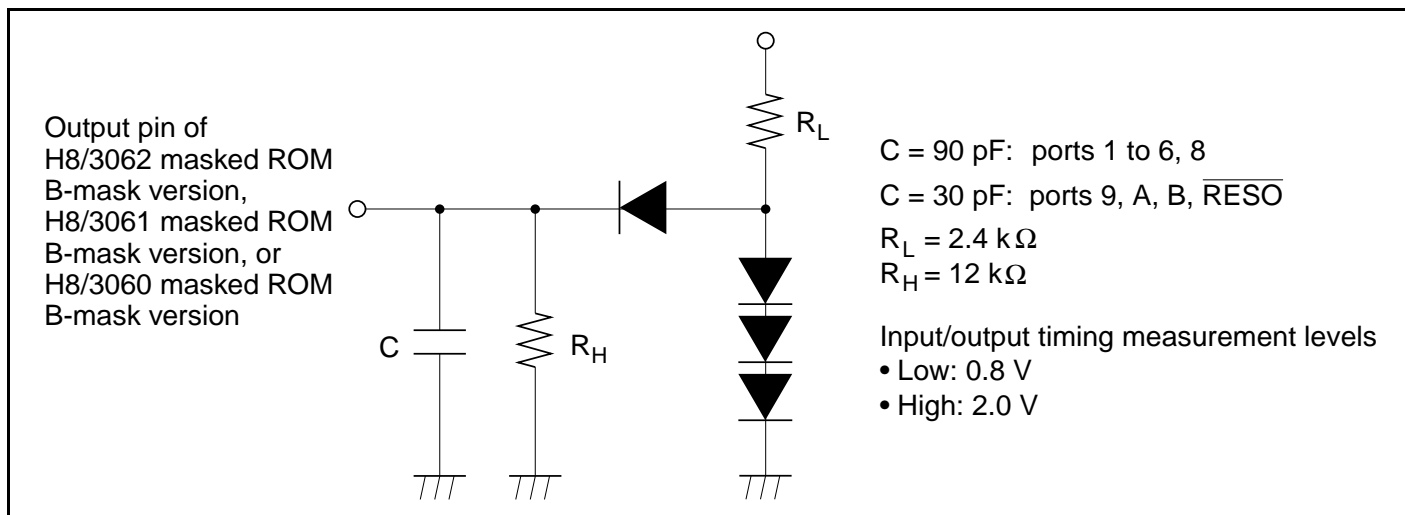 Output pin of
H8/3062 masked ROM
B-mask version,
H8/3061 masked ROM
B-mask version, or
H8/3060 masked ROM
B-mask version
C
R_H
R_L
C = 90 pF: ports 1 to 6, 8
C = 30 pF: ports 9, A, B, R̅E̅S̅O̅
R_L = 2.4 kΩ
R_H = 12 kΩ
Input/output timing measurement levels
• Low: 0.8 V
• High: 2.0 V